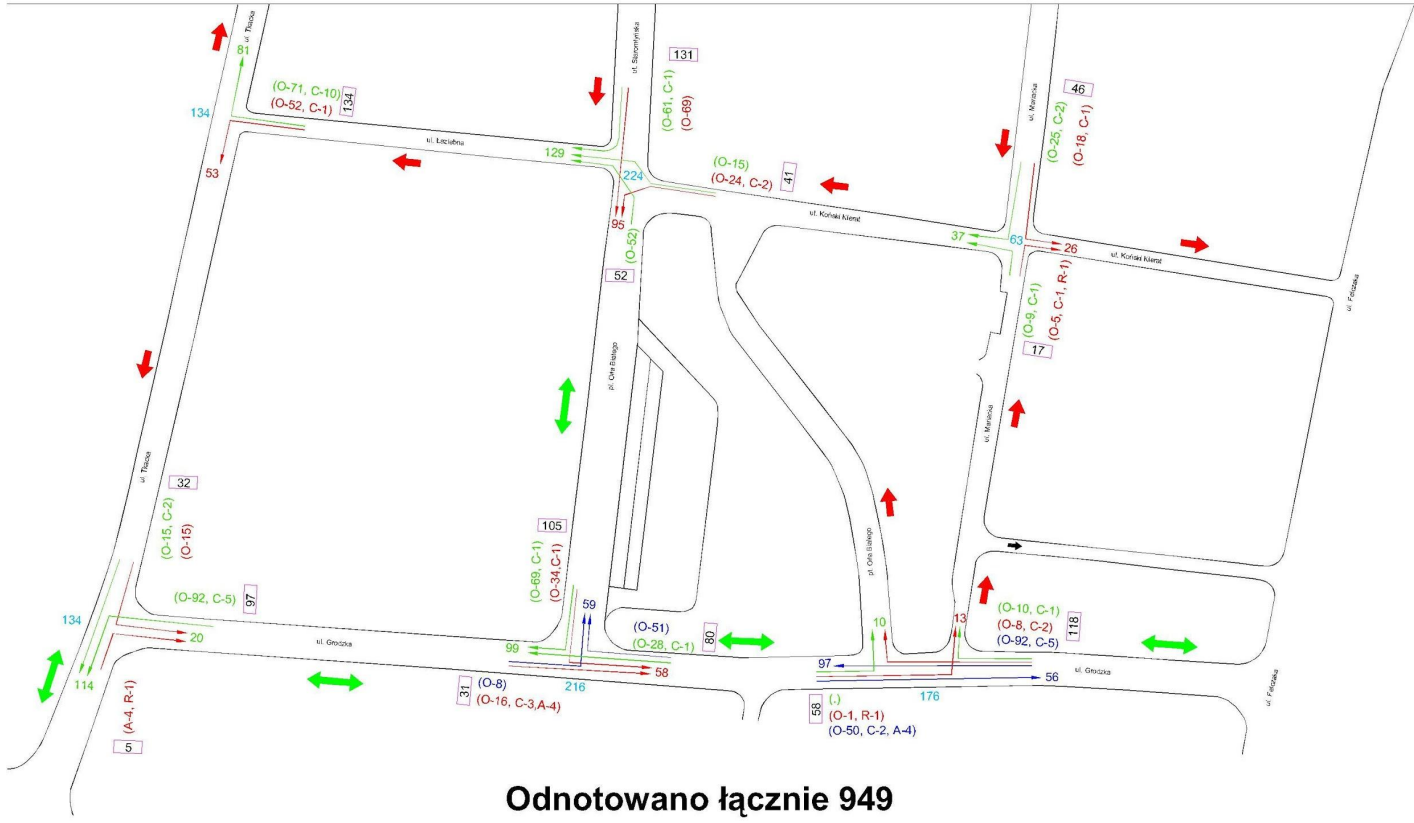 ul. Tkacka
81
134
(O-71, C-10)
(O-52, C-1)
134
53
ul. Łaziebna
ul. Staromłyńska
131
(O-61, C-1)
(O-69)
129
224
95
(O-52)
52
(O-15)
(O-24, C-2)
41
ul. Koński Kierat
ul. Mariacka
46
(O-25, C-2)
(O-18, C-1)
37
63
26
ul. Koński Kierat
(O-9, C-1)
(O-5, C-1, R-1)
17
ul. Mariacka
pl. Orła Białego
pl. Orła Białego
ul. Tkacka
32
(O-15, C-2)
(O-15)
134
(O-92, C-5)
97
20
114
(A-4, R-1)
5
ul. Grodzka
105
(O-69, C-1)
(O-34,C-1)
59
99
(O-51)
(O-28, C-1)
80
58
216
31
(O-8)
(O-16, C-3,A-4)
10
13
97
56
176
(O-10, C-1)
(O-8, C-2)
(O-92, C-5)
118
ul. Grodzka
58
(.)
(O-1, R-1)
(O-50, C-2, A-4)
Odnotowano łącznie 949